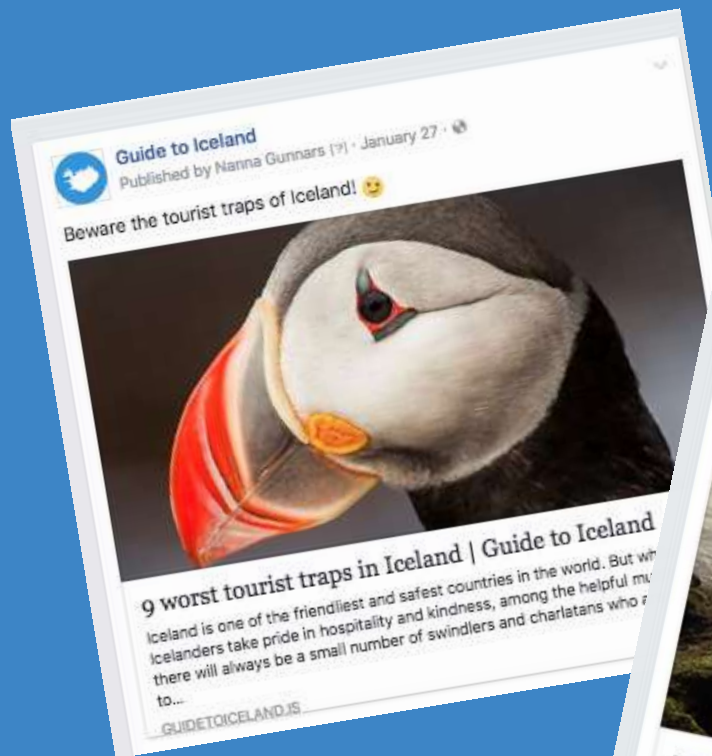 Guide to Iceland
Published by Nanna Gunnars [?] · January 27 ·
Beware the tourist traps of Iceland! 😉
9 worst tourist traps in Iceland | Guide to Iceland
Iceland is one of the friendliest and safest countries in the world. But
Icelanders take pride in hospitality and kindness, among the helpful
there will always be a small number of swindlers and charlatans who
to...
GUIDETOICELAND.IS